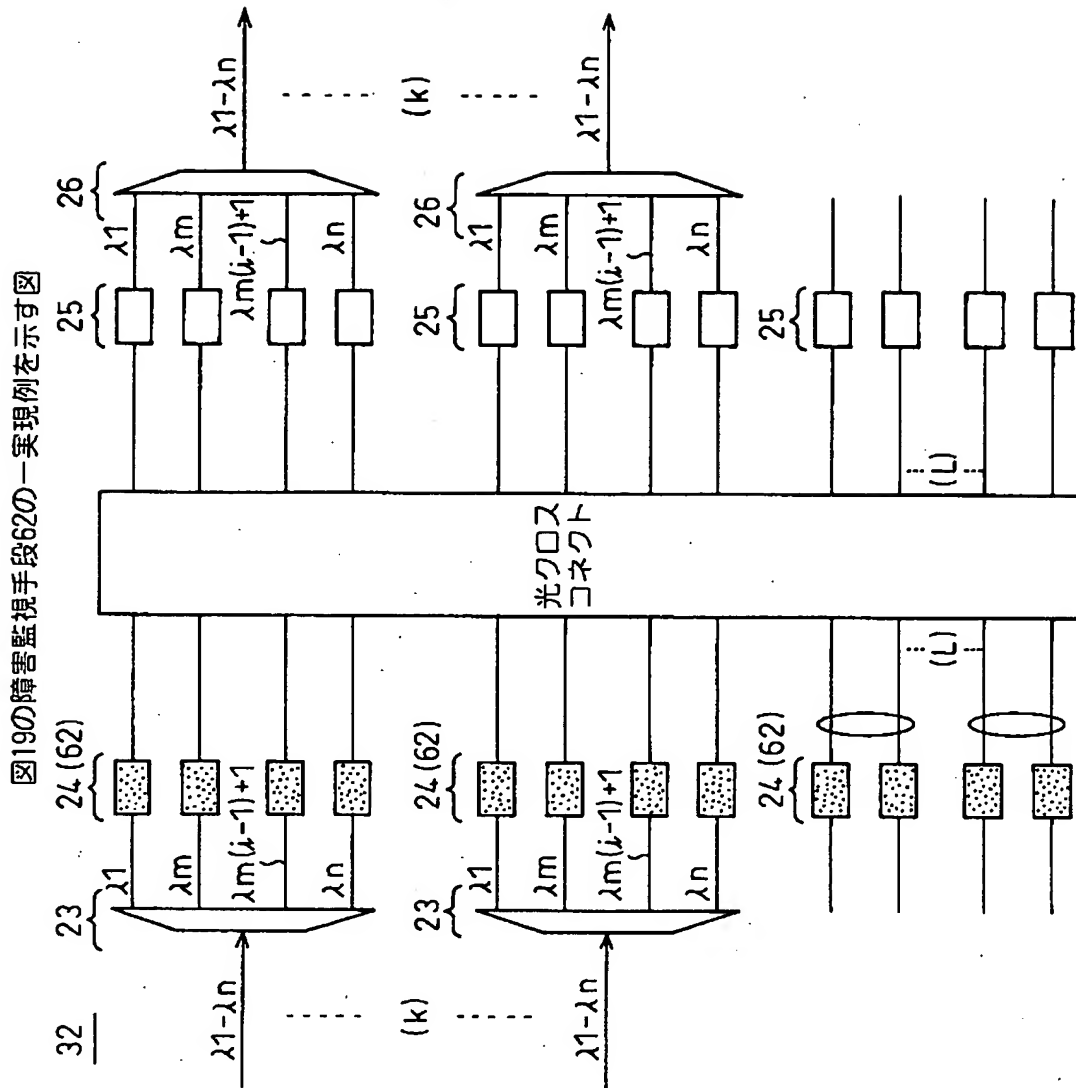 図19の障害監視手段62の一実現例を示す図
32
23
24 (62)
25
26
λ1-λn
λ1
λm
λm(i-1)+1
λn
λ1
λm
λm(i-1)+1
λn
λ1-λn
(k)
(k)
光クロス
コネクト
23
24 (62)
25
26
λ1-λn
λ1
λm
λm(i-1)+1
λn
λ1
λm
λm(i-1)+1
λn
λ1-λn
24 (62)
25
(L)
(L)